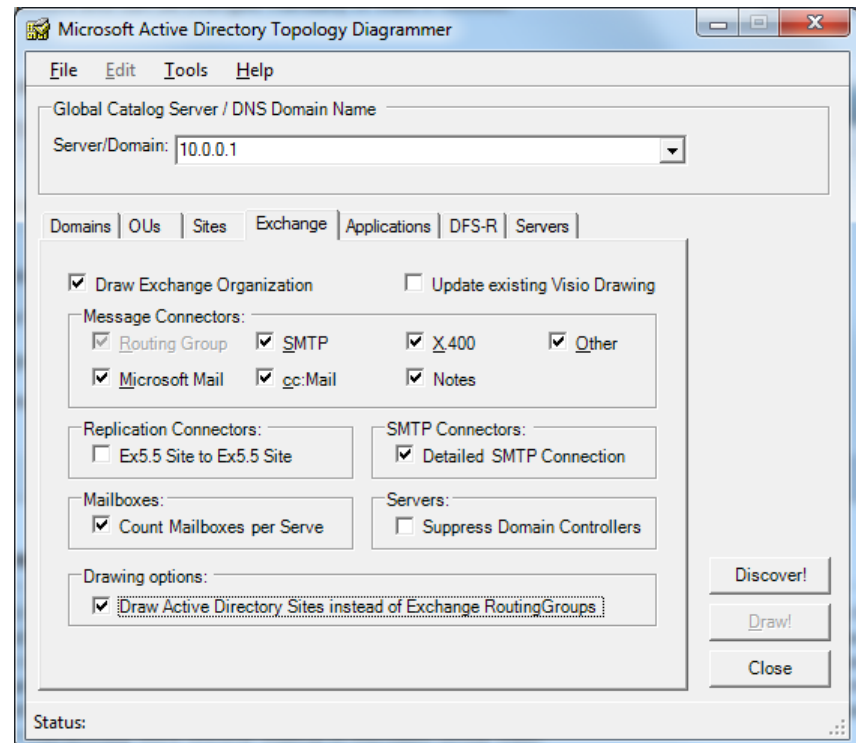 Microsoft Active Directory Topology Diagrammer
File Edit Tools Help
Global Catalog Server / DNS Domain Name
Server/Domain: 10.0.0.1
Domains OUs Sites Exchange Applications DFS-R Servers
Draw Exchange Organization Update existing Visio Drawing
Message Connectors:
Routing Group SMTP X.400 Other
Microsoft Mail cc:Mail Notes
Replication Connectors: SMTP Connectors:
Ex5.5 Site to Ex5.5 Site Detailed SMTP Connection
Mailboxes: Servers:
Count Mailboxes per Serve Suppress Domain Controllers
Drawing options:
Draw Active Directory Sites instead of Exchange RoutingGroups
Discover!
Draw!
Close
Status: